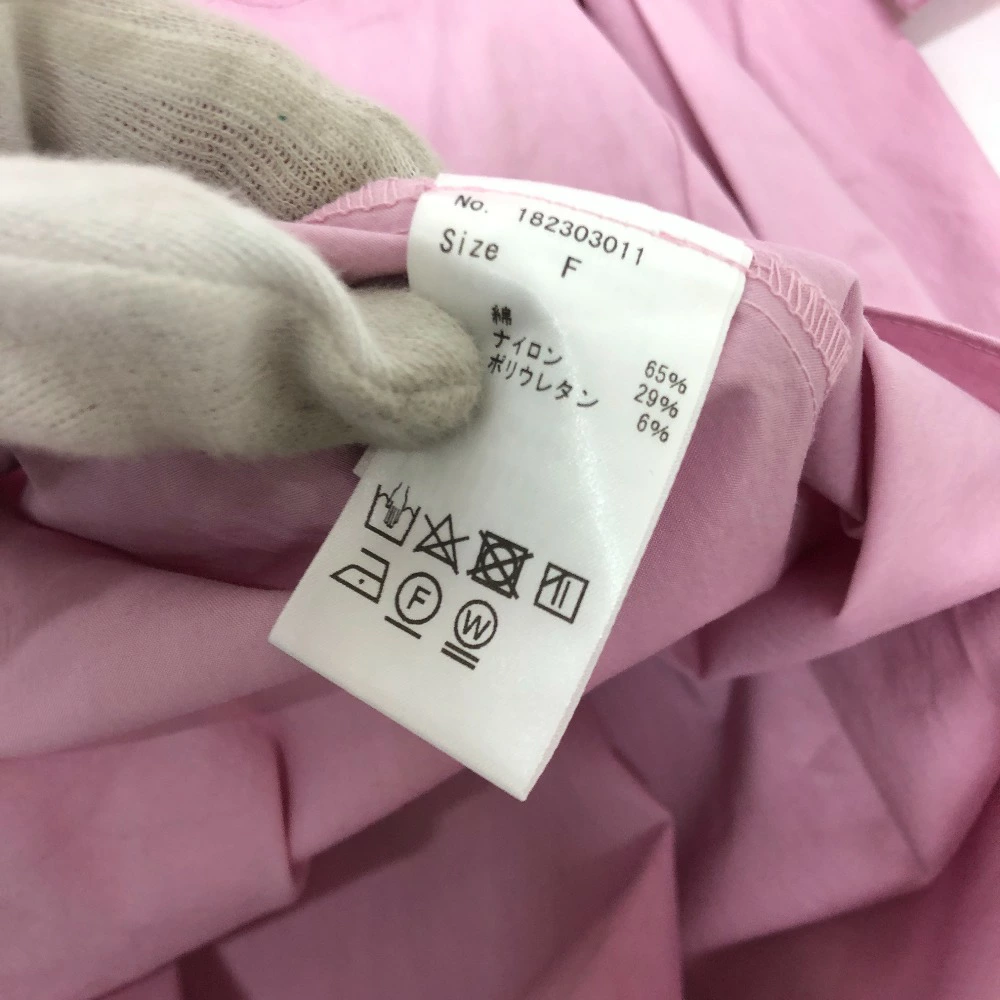 No. 182303011
Size F
綿 65%
ナイロン 29%
ポリウレタン 6%
F W